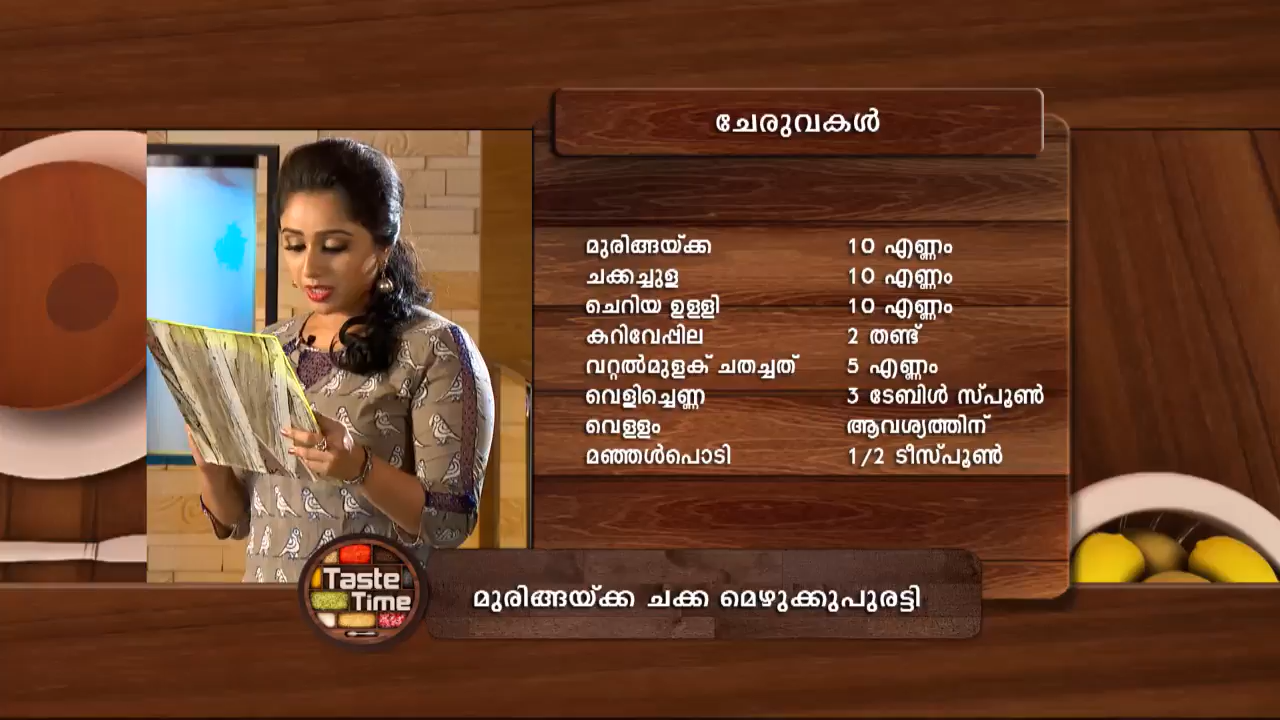 ചേരുവകൾ
മുരിങ്ങയ്ക്ക 10 എണ്ണം
ചക്കച്ചുള 10 എണ്ണം
ചെറിയ ഉള്ളി 10 എണ്ണം
കറിവേപ്പില 2 തണ്ട്
വറ്റൽമുളക് ചതച്ചത് 5 എണ്ണം
വെളിച്ചെണ്ണ 3 ടേബിൾ സ്പൂൺ
വെള്ളം ആവശ്യത്തിന്
മഞ്ഞൾപൊടി 1/2 ടീസ്പൂൺ
Taste
Time
മുരിങ്ങയ്ക്ക ചക്ക മെഴുക്കുപുരട്ടി